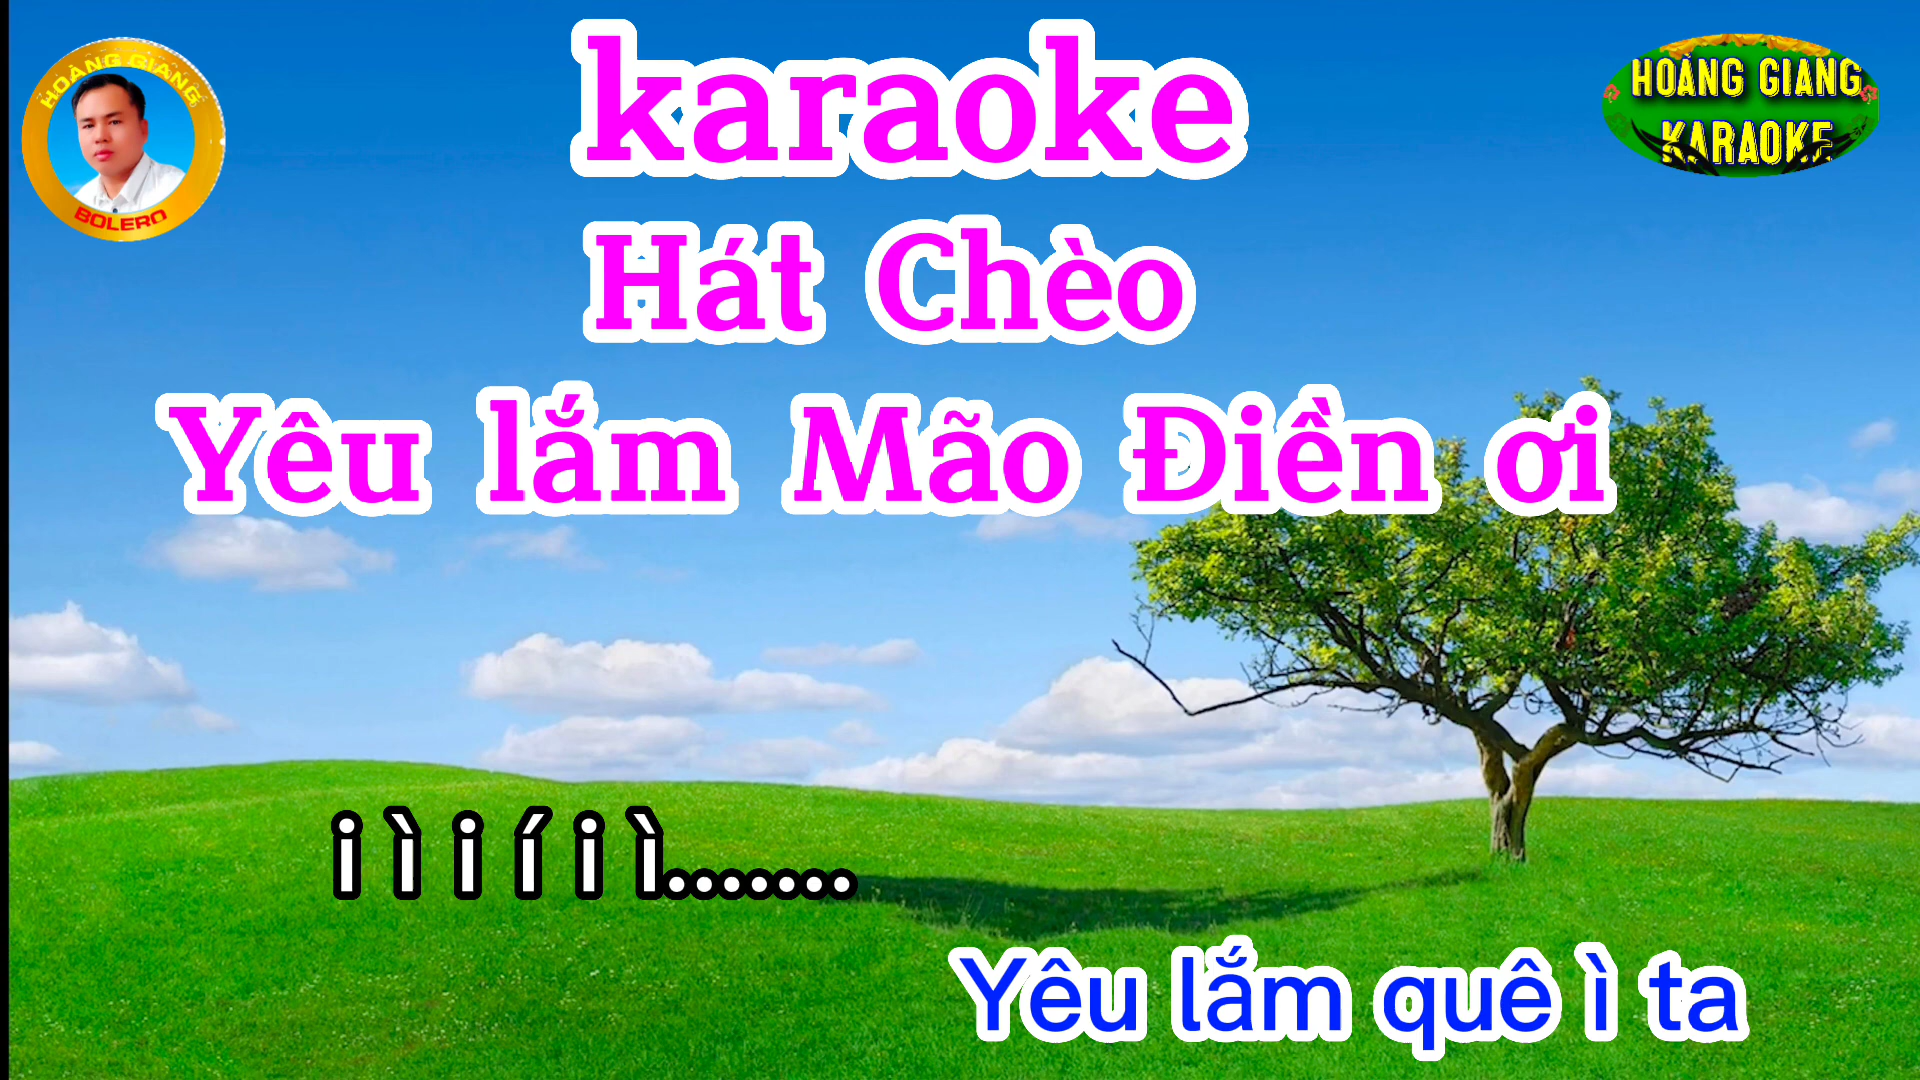 HOÀNG GIANG
BOLERO
karaoke
HOÀNG GIANG
KARAOKE
Hát Chèo
Yêu lắm Mão Điền ơi
i ì i í i ì.......
Yêu lắm quê ì ta